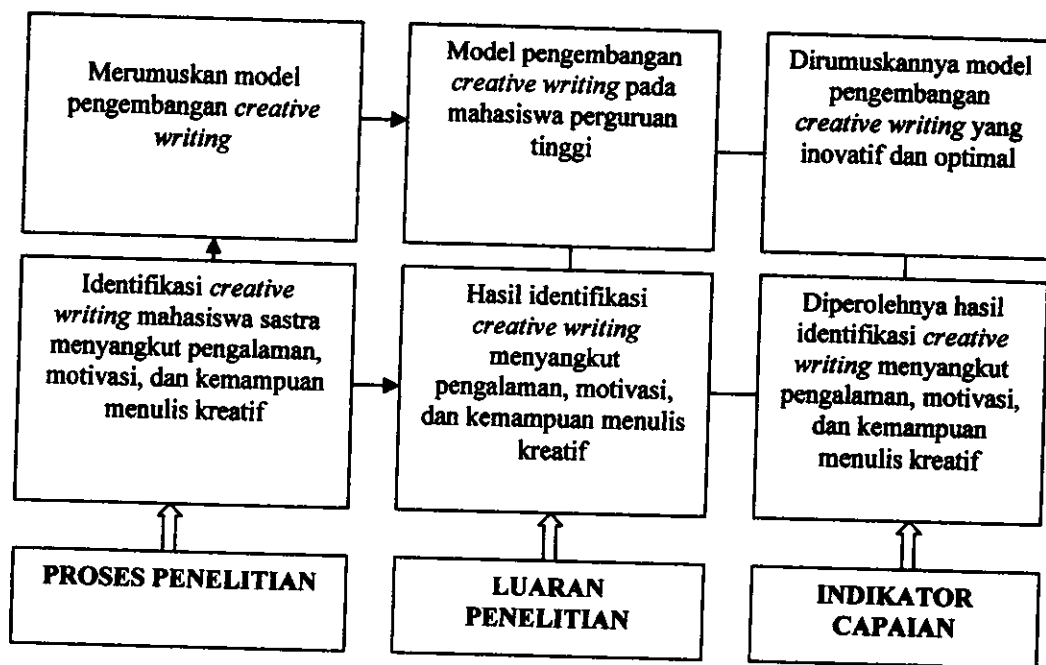 Merumuskan model
pengembangan creative
writing
Model pengembangan
creative writing pada
mahasiswa perguruan
tinggi
Dirumuskannya model
pengembangan
creative writing yang
inovatif dan optimal
Identifikasi creative
writing mahasiswa sastra
menyangkut pengalaman,
motivasi, dan kemampuan
menulis kreatif
Hasil identifikasi
creative writing
menyangkut
pengalaman, motivasi,
dan kemampuan menulis
kreatif
Diperolehnya hasil
identifikasi creative
writing menyangkut
pengalaman, motivasi,
dan kemampuan
menulis kreatif
PROSES PENELITIAN
LUARAN
PENELITIAN
INDIKATOR
CAPAIAN